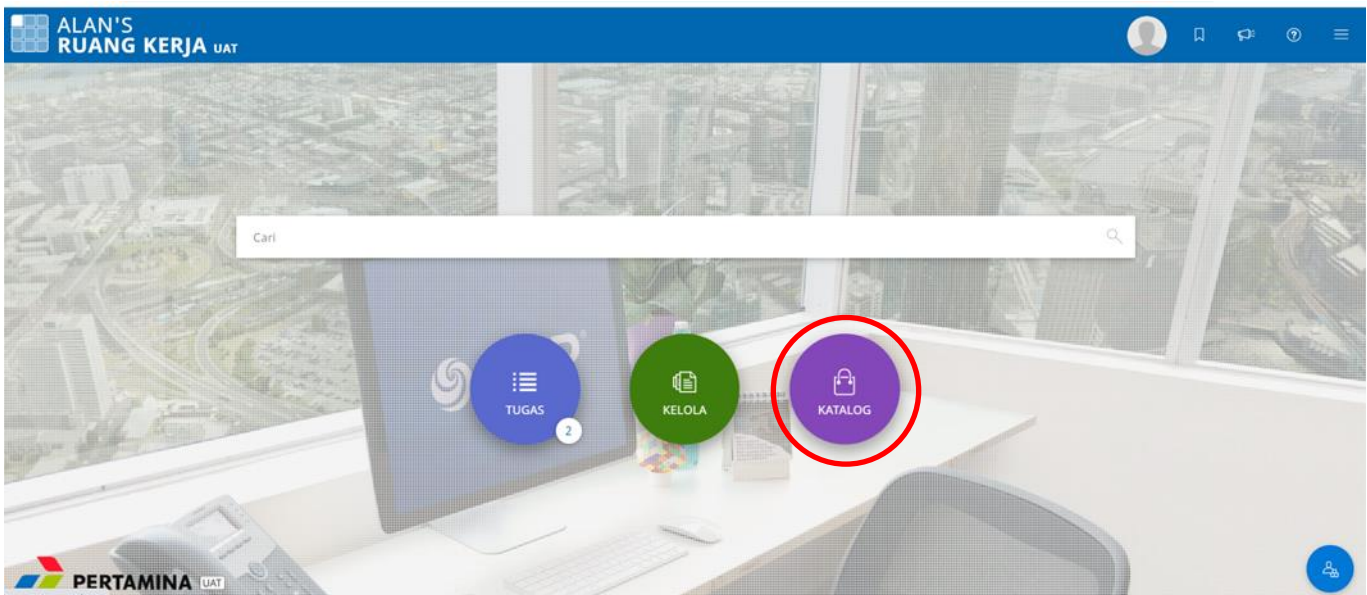 ALAN'S
RUANG KERJA UAT
Cari
TUGAS
2
KELOLA
KATALOG
PERTAMINA UAT